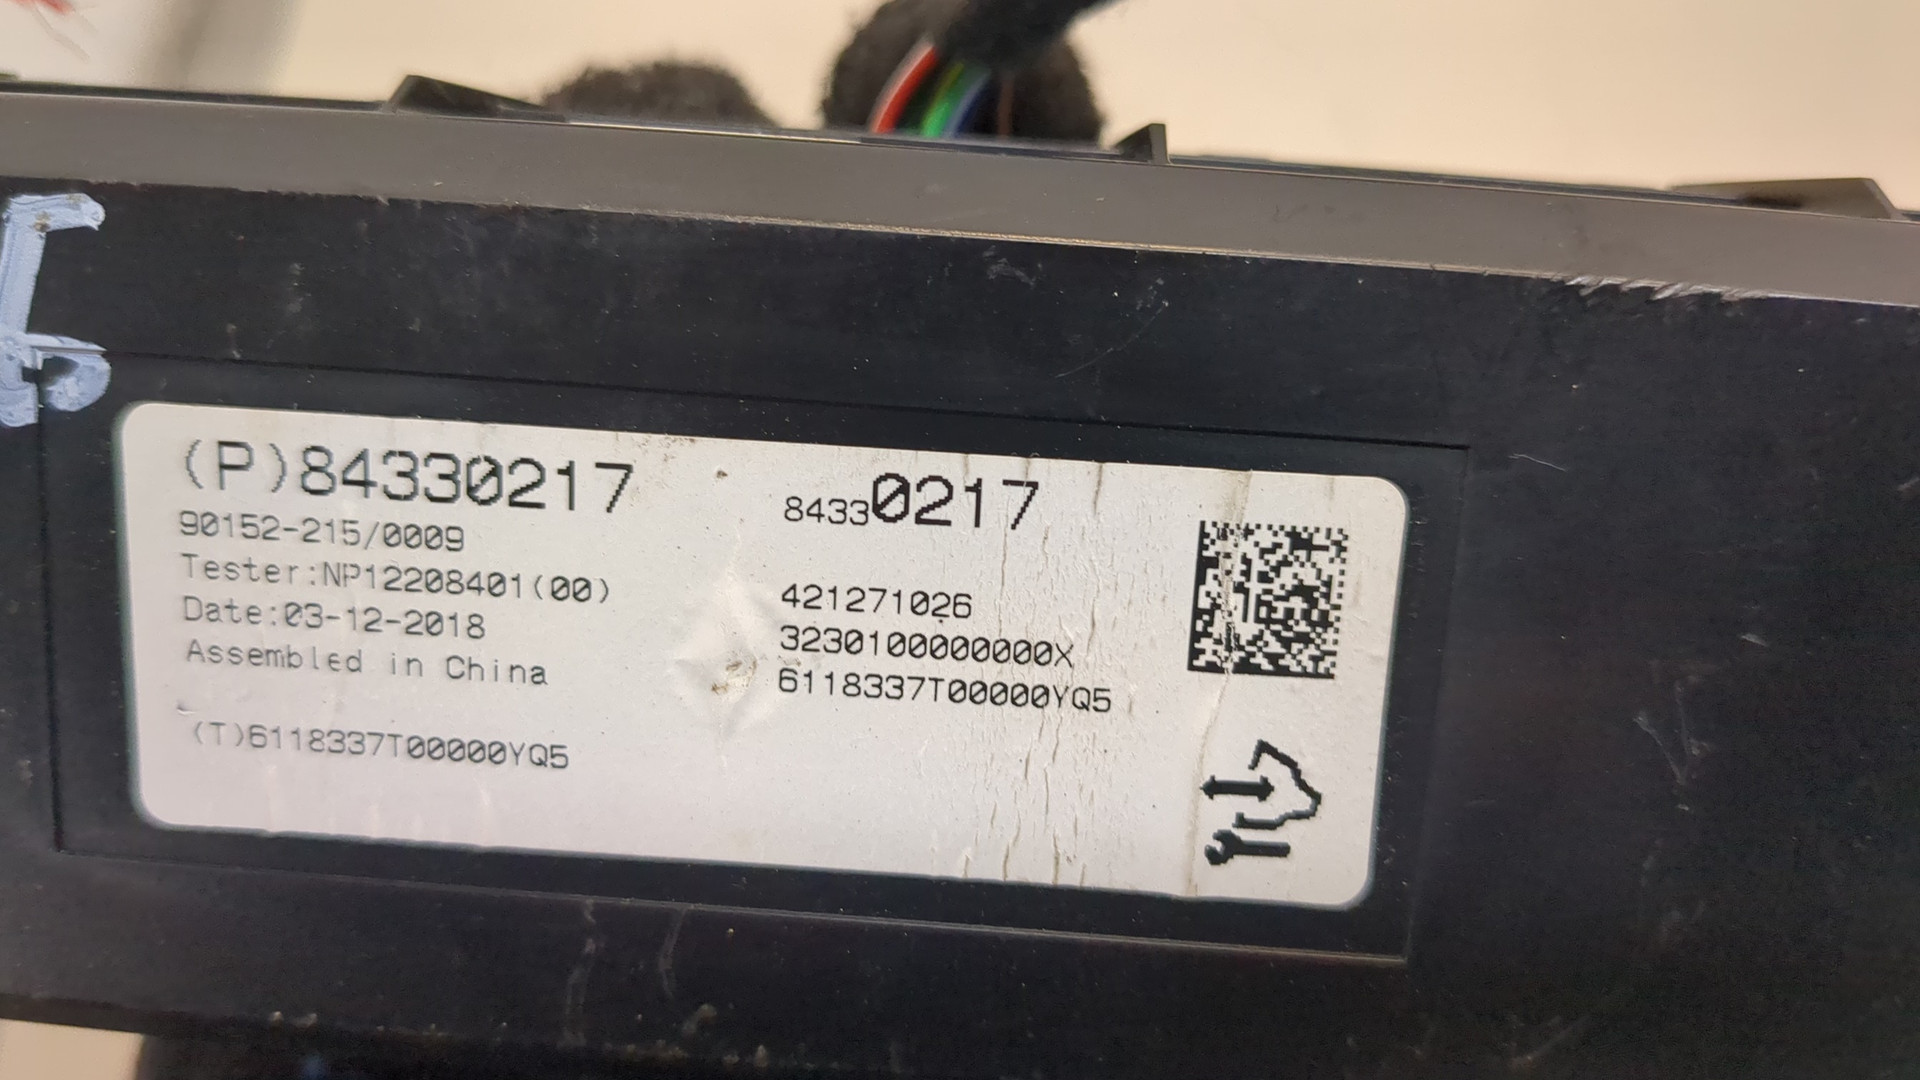 (P)84330217
90152-215/0009
Tester:NP12208401(00)
Date:03-12-2018
Assembled in China
(T)6118337T00000YQ5
84330217
421271026
3230100000000X
6118337T00000YQ5